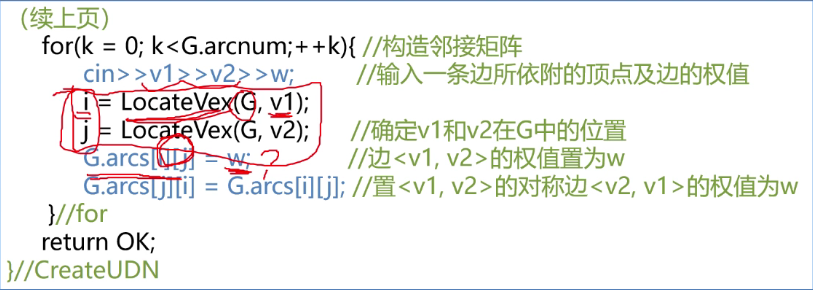 （续上页）
for(k = 0; k<G.arcnum;++k){ //构造邻接矩阵
cin>>v1>>v2>>w; //输入一条边所依附的顶点及边的权值
i = LocateVex(G, v1);
j = LocateVex(G, v2); //确定v1和v2在G中的位置
G.arcs[i][j] = w; //边<v1, v2>的权值置为w
G.arcs[j][i] = G.arcs[i][j]; //置<v1, v2>的对称边<v2, v1>的权值为w
}//for
return OK;
}//CreateUDN